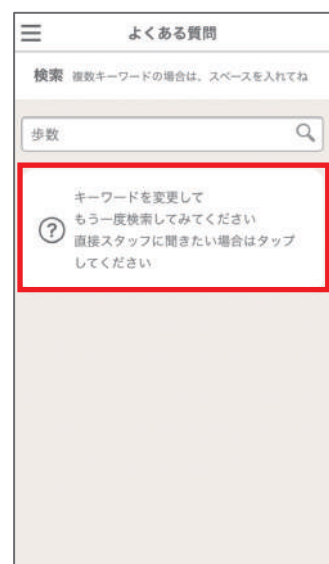 よくある質問
検索 複数キーワードの場合は、スペースを入れてね
歩数
キーワードを変更して
もう一度検索してみてください
直接スタッフに聞きたい場合はタップ
してください